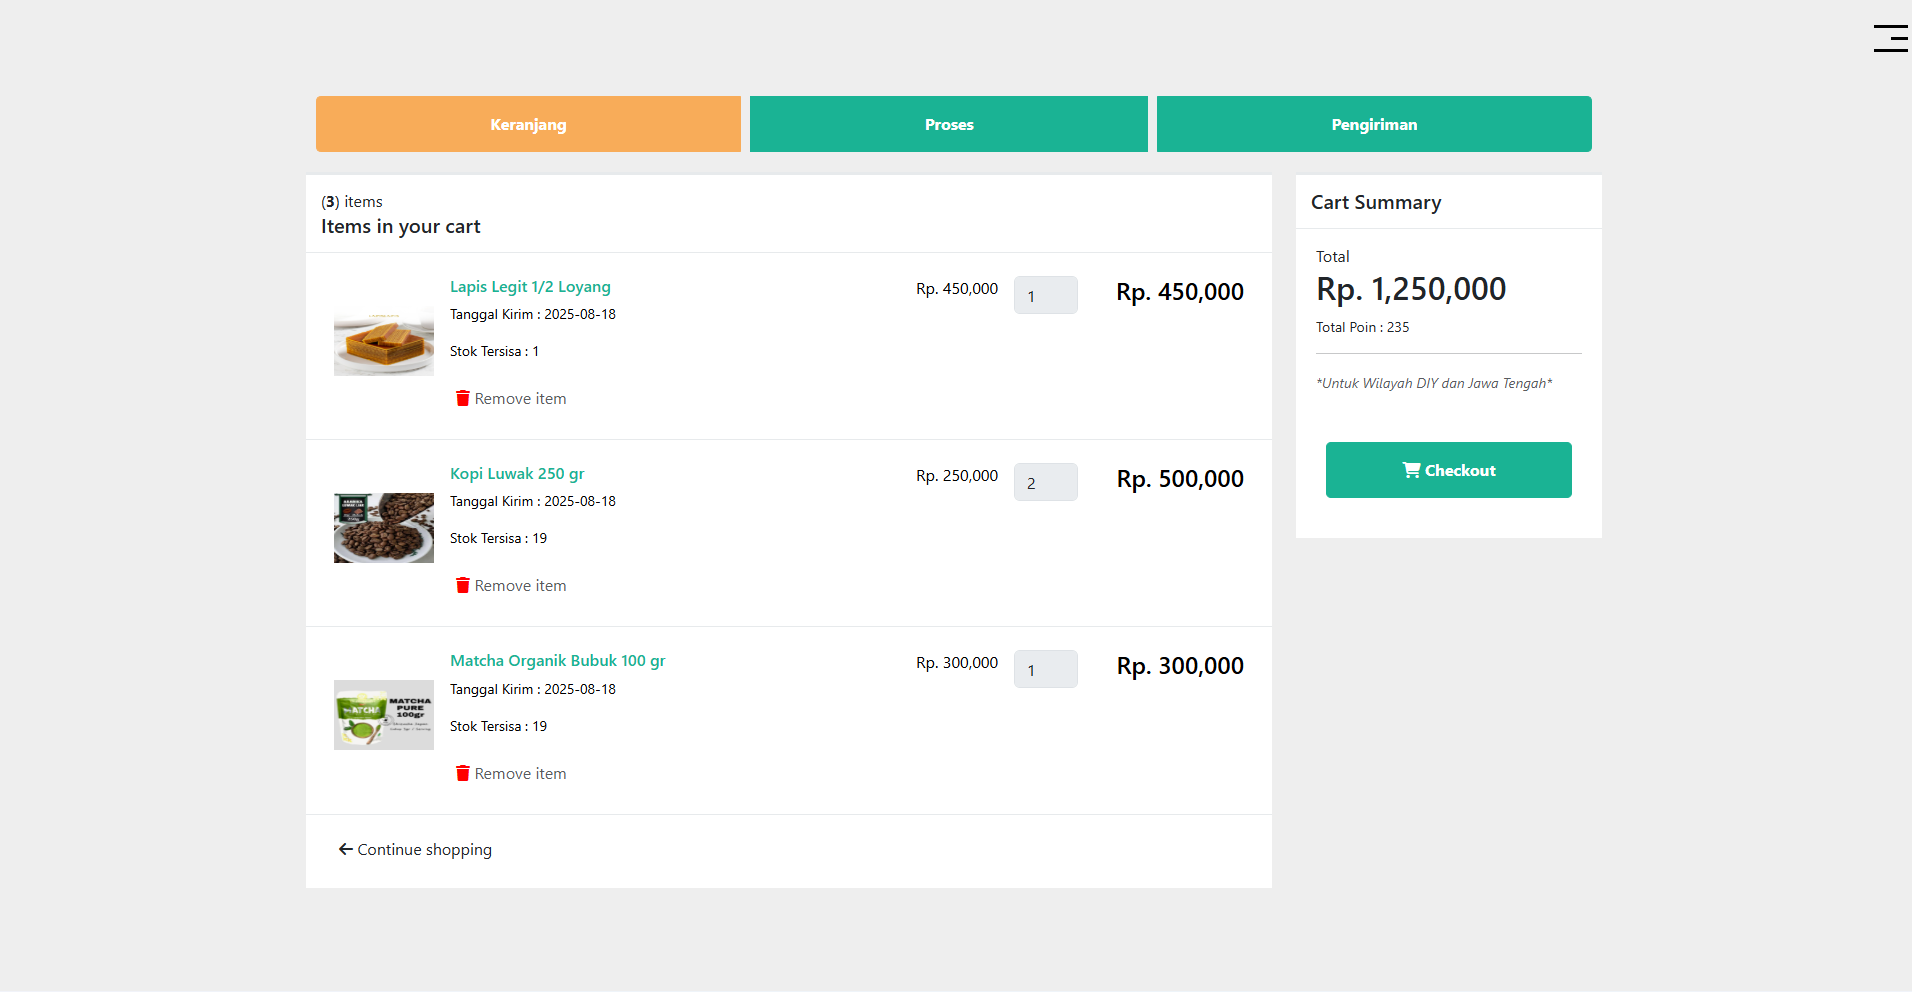 Keranjang
Proses
Pengiriman
(3) items
Items in your cart
Cart Summary
Total
Rp. 1,250,000
Total Poin : 235
*Untuk Wilayah DIY dan Jawa Tengah*
Checkout
Lapis Legit 1/2 Loyang
Tanggal Kirim : 2025-08-18
Stok Tersisa : 1
Remove item
Rp. 450,000
1
Rp. 450,000
Kopi Luwak 250 gr
Tanggal Kirim : 2025-08-18
Stok Tersisa : 19
Remove item
Rp. 250,000
2
Rp. 500,000
MATCHA
PURE
100gr
Matcha Organik Bubuk 100 gr
Tanggal Kirim : 2025-08-18
Stok Tersisa : 19
Remove item
Rp. 300,000
1
Rp. 300,000
Continue shopping